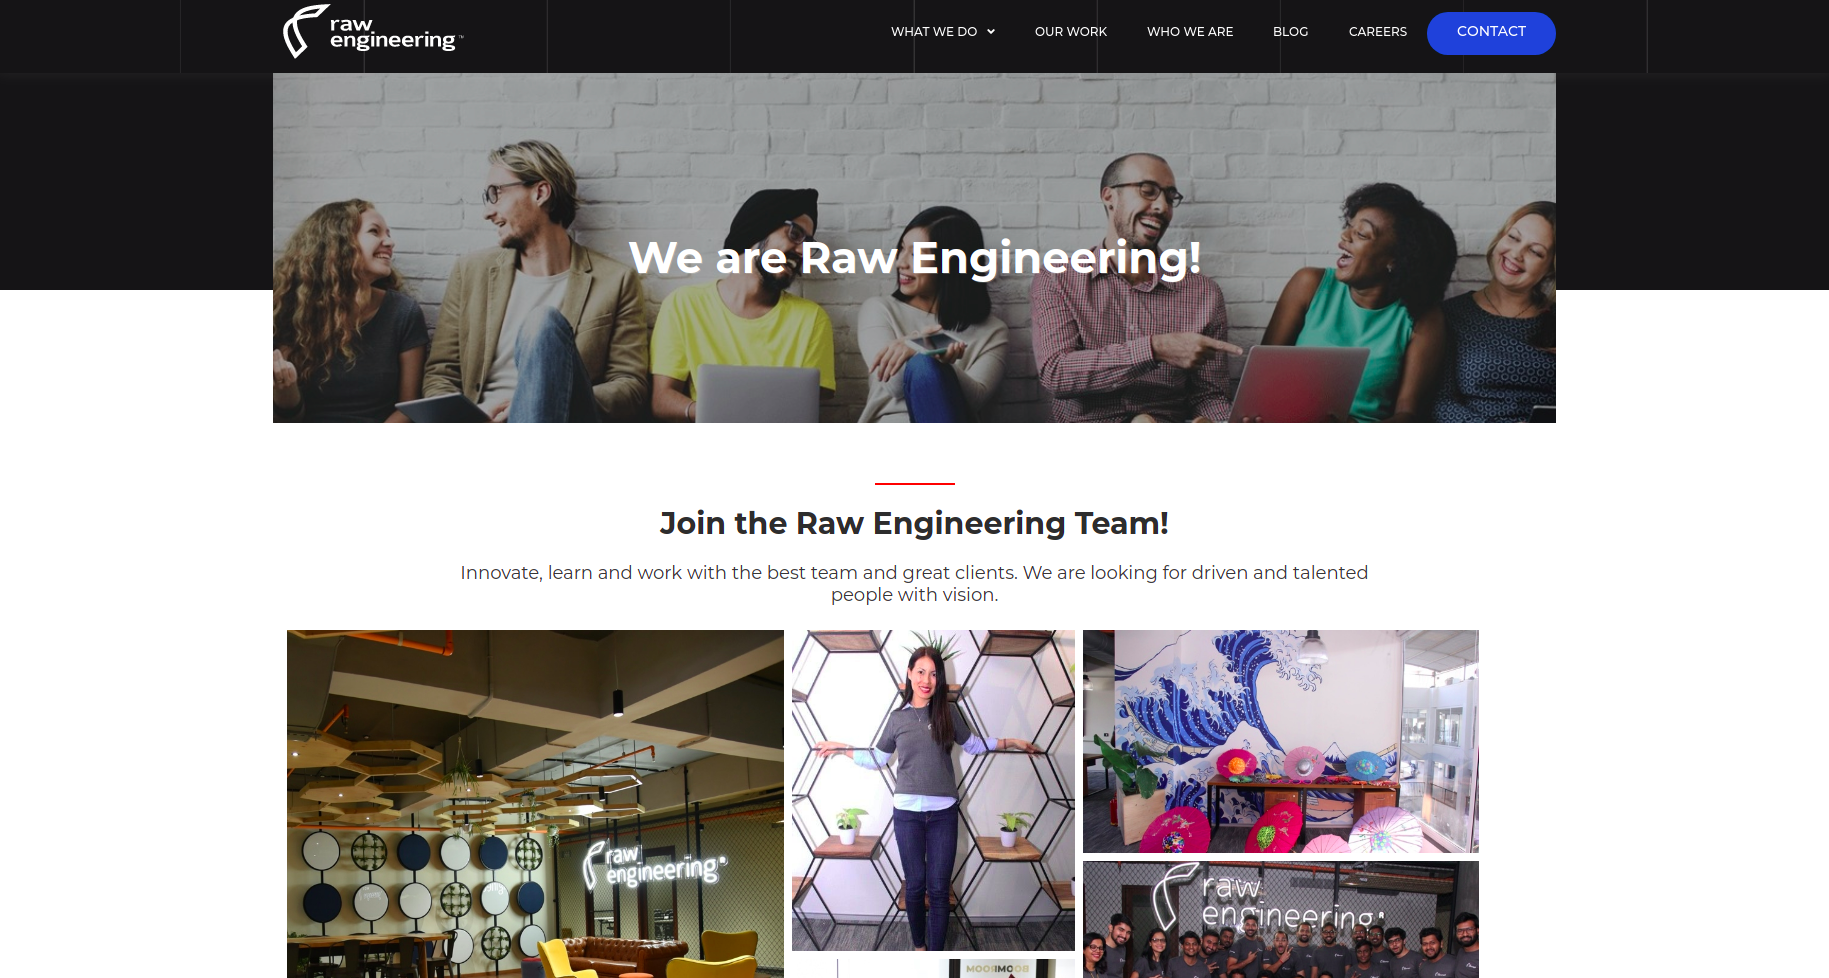 raw
engineering™
WHAT WE DO
OUR WORK
WHO WE ARE
BLOG
CAREERS
CONTACT
We are Raw Engineering!
Join the Raw Engineering Team!
Innovate, learn and work with the best team and great clients. We are looking for driven and talented
people with vision.
raw
engineering
raw
engineering
BOOMROOM